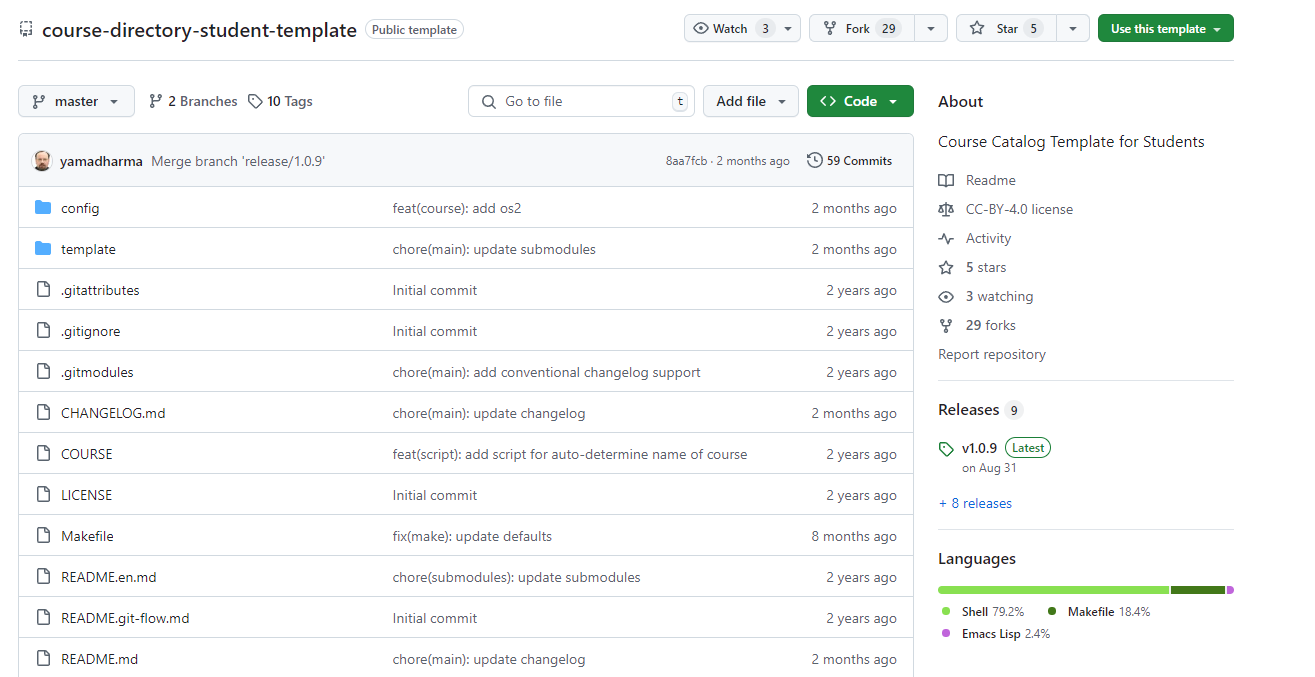 course-directory-student-template Public template Watch 3 Fork 29 Star 5 Use this template
master 2 Branches 10 Tags Go to file t Add file Code
yamadharma Merge branch 'release/1.0.9' 8aa7fcb · 2 months ago 59 Commits
config feat(course): add os2 2 months ago
template chore(main): update submodules 2 months ago
.gitattributes Initial commit 2 years ago
.gitignore Initial commit 2 years ago
.gitmodules chore(main): add conventional changelog support 2 years ago
CHANGELOG.md chore(main): update changelog 2 months ago
COURSE feat(script): add script for auto-determine name of course 2 years ago
LICENSE Initial commit 2 years ago
Makefile fix(make): update defaults 8 months ago
README.en.md chore(submodules): update submodules 2 years ago
README.git-flow.md Initial commit 2 years ago
README.md chore(main): update changelog 2 months ago
About
Course Catalog Template for Students
Readme
CC-BY-4.0 license
Activity
5 stars
3 watching
29 forks
Report repository
Releases 9
v1.0.9 Latest
on Aug 31
+ 8 releases
Languages
Shell 79.2% Makefile 18.4%
Emacs Lisp 2.4%